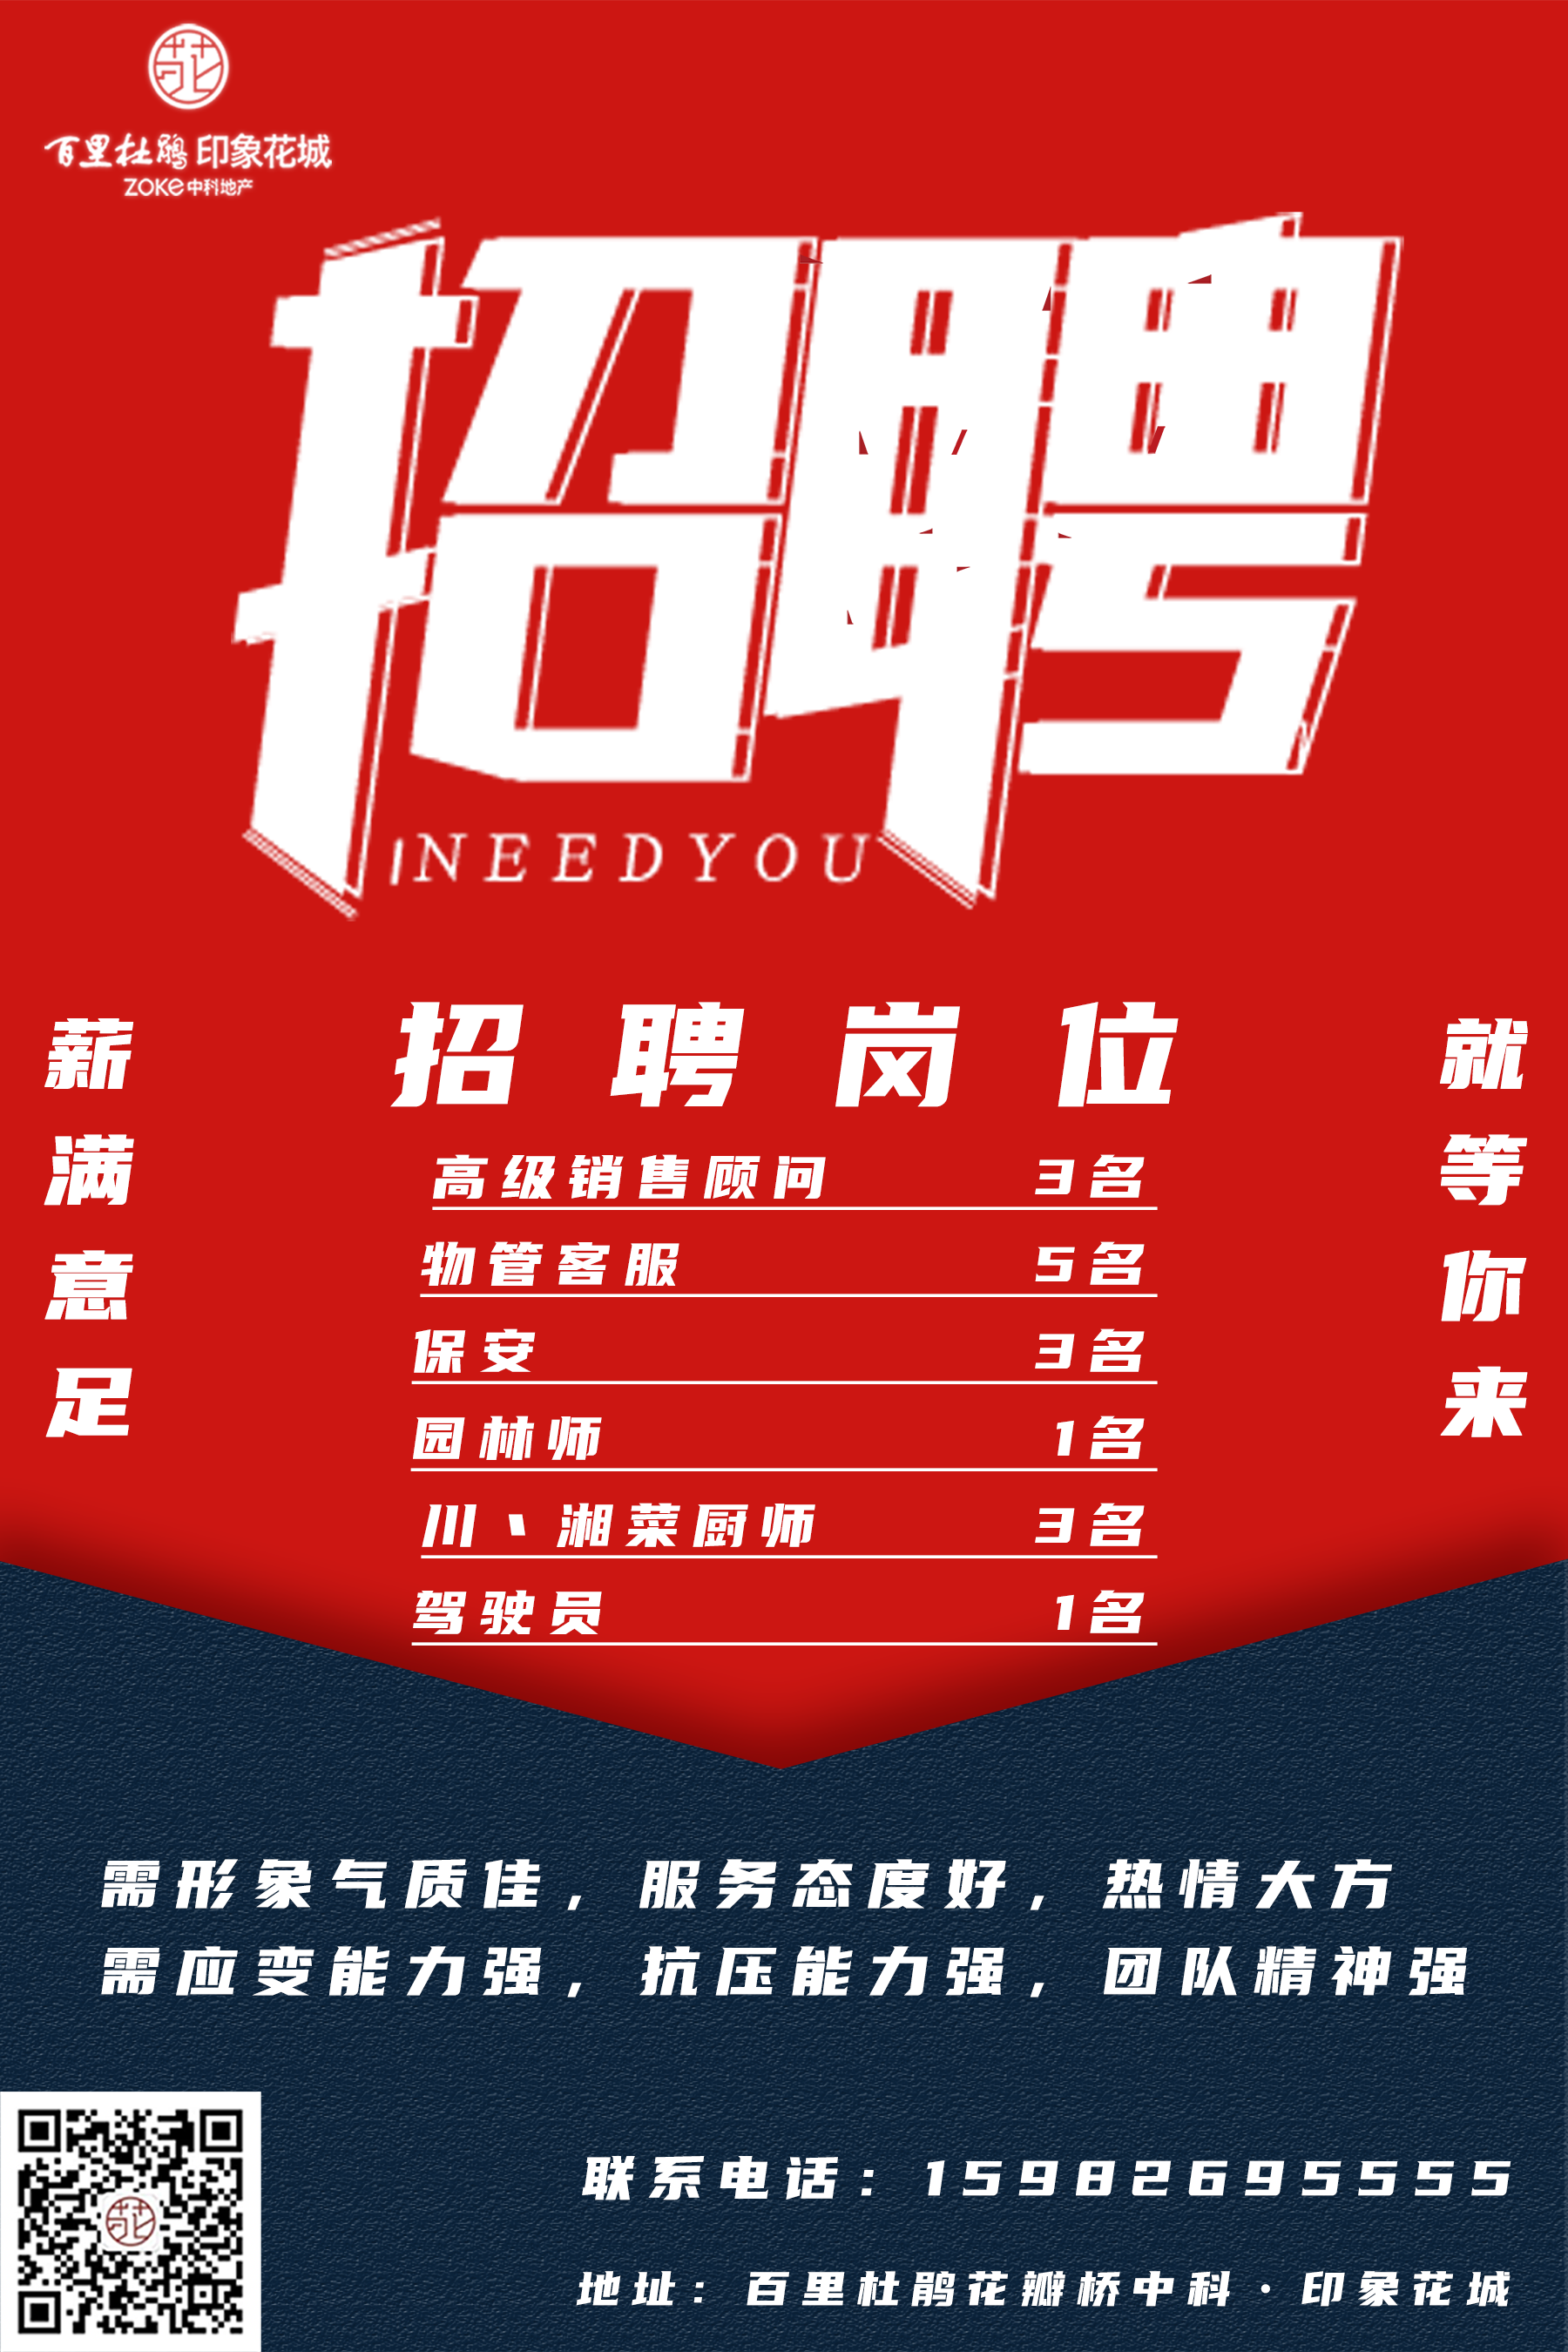 百里杜鹃 印象花城
ZOKE中科地产
招聘
INEEDYOU
薪满意足
就等你来
招聘岗位
高级销售顾问 3名
物管客服 5名
保安 3名
园林师 1名
川、湘菜厨师 3名
驾驶员 1名
需形象气质佳，服务态度好，热情大方
需应变能力强，抗压能力强，团队精神强
联系电话：15982695555
地址：百里杜鹃花瓣桥中科·印象花城